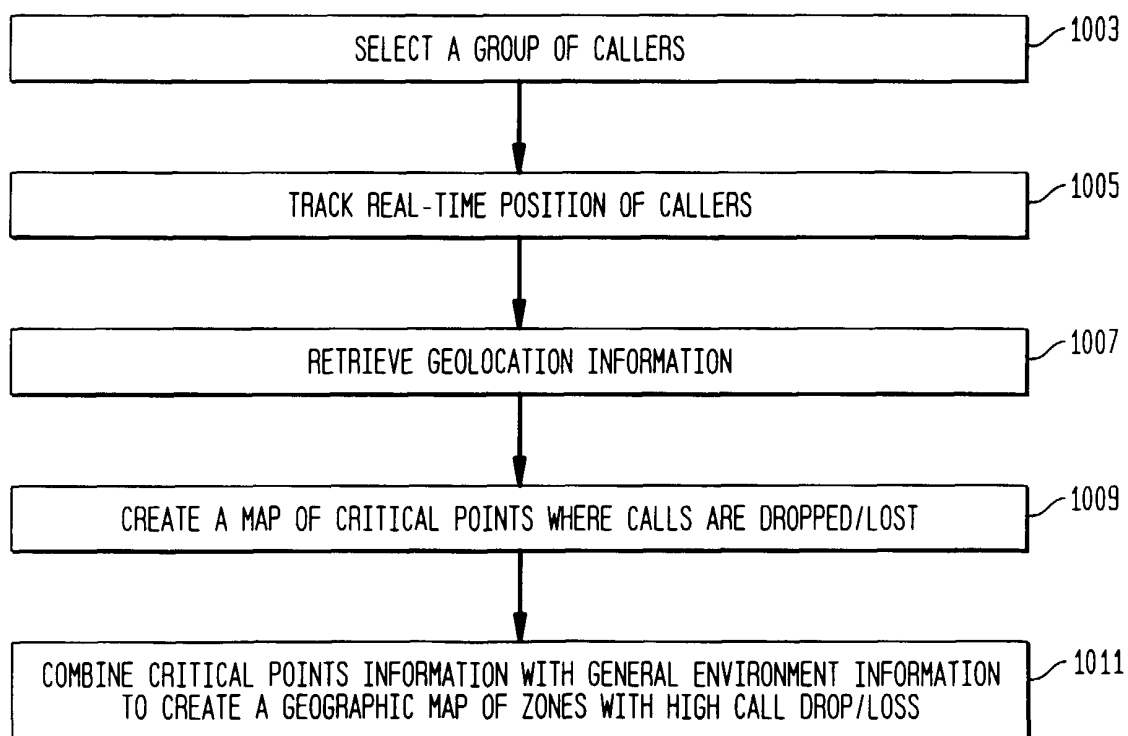 SELECT A GROUP OF CALLERS
1003
TRACK REAL-TIME POSITION OF CALLERS
1005
RETRIEVE GEOLOCATION INFORMATION
1007
CREATE A MAP OF CRITICAL POINTS WHERE CALLS ARE DROPPED/LOST
1009
COMBINE CRITICAL POINTS INFORMATION WITH GENERAL ENVIRONMENT INFORMATION
TO CREATE A GEOGRAPHIC MAP OF ZONES WITH HIGH CALL DROP/LOSS
1011